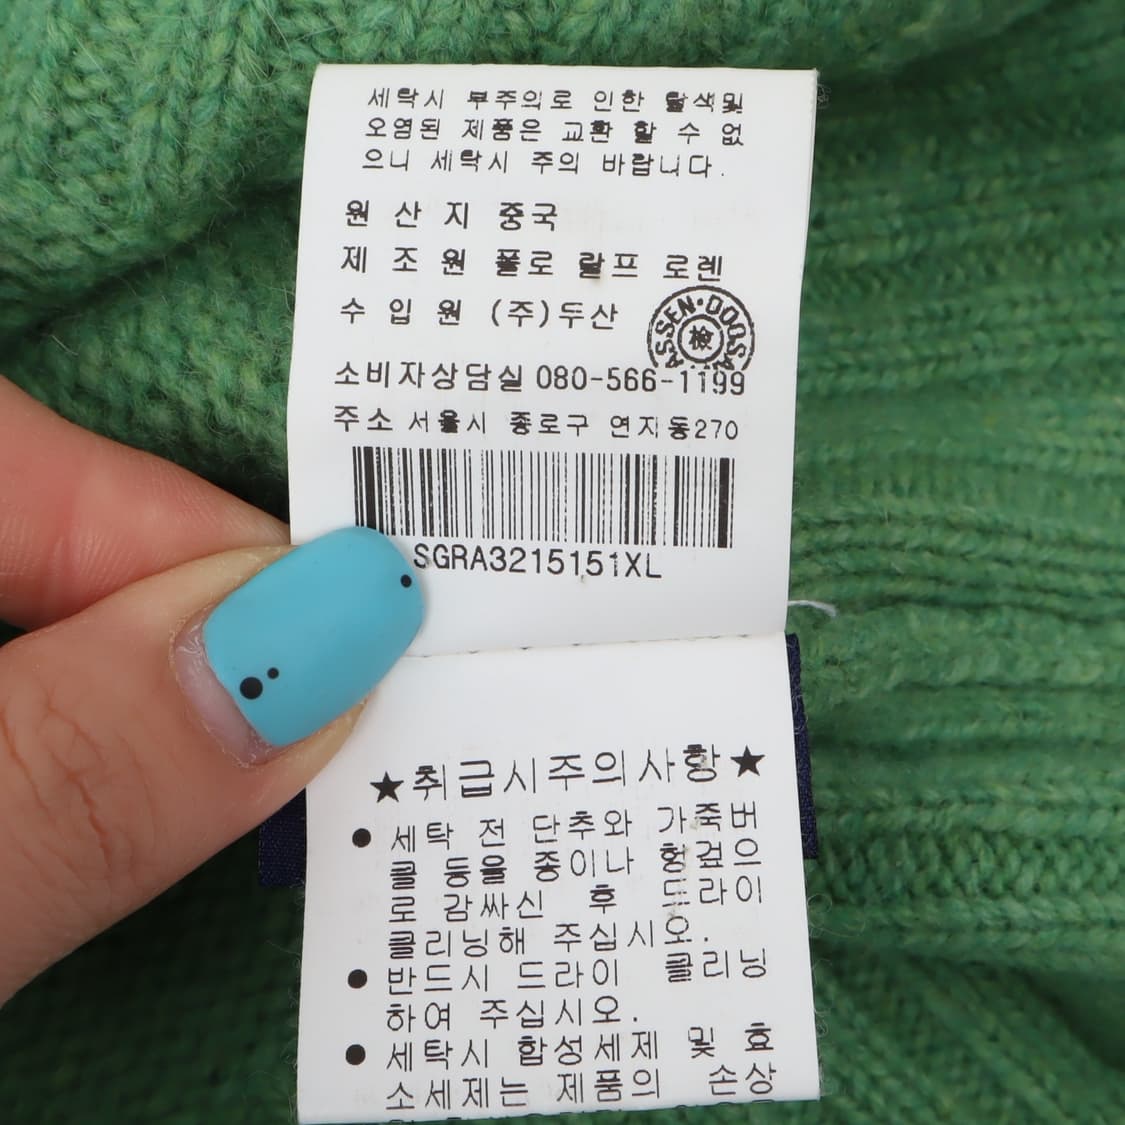 세탁시 부주의로 인한 탈색및
오염된 제품은 교환 할 수 없
으니 세탁시 주의 바랍니다.
원 산 지 중국
제 조 원 폴로 랄프 로렌
수 입 원 (주)두산
검
소비자상담실 080-566-1199
주소 서울시 종로구 연지동270
SGRA3215151XL
★취급시주의사항★
● 세탁 전 단추와 가죽버
클 등을 종이나 헝겊으
로 감싸신 후 드라이
클리닝해 주십시오.
● 반드시 드라이 클리닝
하여 주십시오.
● 세탁시 합성세제 및 효
소세제는 제품의 손상